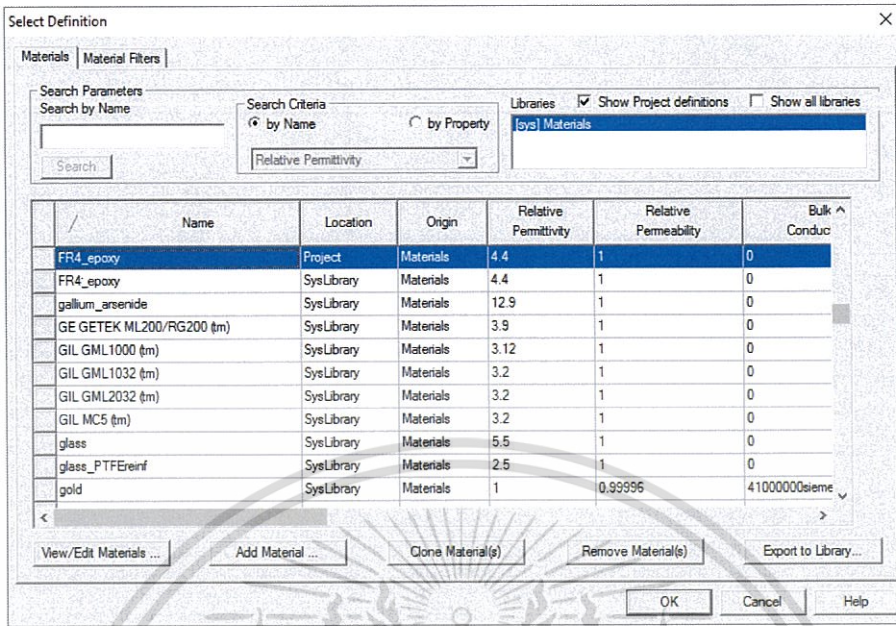 Select Definition
Materials Material Filters
Search Parameters
Search by Name
Search
Search Criteria
by Name by Property
Relative Permittivity
Libraries Show Project definitions Show all libraries
[sys] Materials
/ Name Location Origin Relative Permittivity Relative Permeability Bulk Conduc
FR4_epoxy Project Materials 4.4 1 0
FR4_epoxy SysLibrary Materials 4.4 1 0
gallium_arsenide SysLibrary Materials 12.9 1 0
GE GETEK ML200/RG200 (tm) SysLibrary Materials 3.9 1 0
GIL GML1000 (tm) SysLibrary Materials 3.12 1 0
GIL GML1032 (tm) SysLibrary Materials 3.2 1 0
GIL GML2032 (tm) SysLibrary Materials 3.2 1 0
GIL MC5 (tm) SysLibrary Materials 3.2 1 0
glass SysLibrary Materials 5.5 1 0
glass_PTFEreinf SysLibrary Materials 2.5 1 0
gold SysLibrary Materials 1 0.99996 41000000sieme
View/Edit Materials ... Add Material ... Clone Material(s) Remove Material(s) Export to Library...
OK Cancel Help